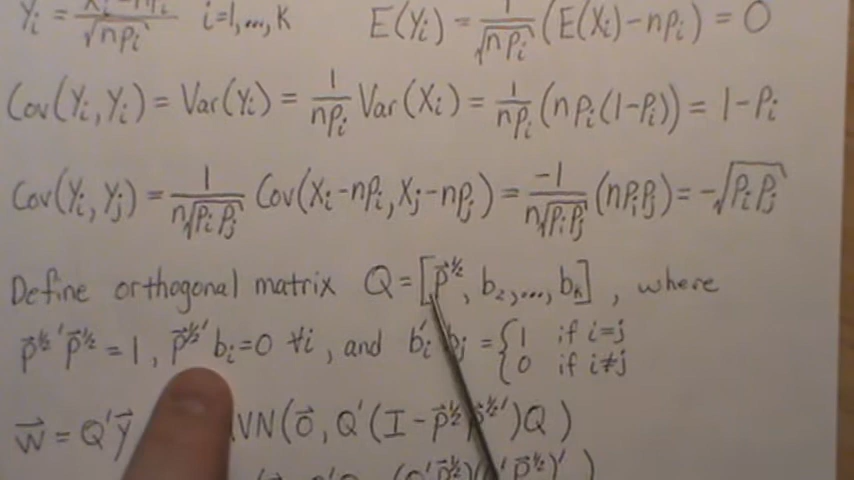 Yᵢ = (Xᵢ - npᵢ)/√npᵢ i=1,...,k E(Yᵢ) = 1/√npᵢ (E(Xᵢ) - npᵢ) = 0
Cov(Yᵢ, Yᵢ) = Var(Yᵢ) = 1/npᵢ Var(Xᵢ) = 1/npᵢ (npᵢ(1-Pᵢ)) = 1-Pᵢ
Cov(Yᵢ, Yⱼ) = 1/n√PᵢPⱼ Cov(Xᵢ-npᵢ, Xⱼ-npⱼ) = -1/n√PᵢPⱼ (nPᵢPⱼ) = -√PᵢPⱼ
Define orthogonal matrix Q = [p⃗^½, b₂,..., bₖ], where
p⃗^½' p⃗^½ = 1, p⃗^½' bᵢ = 0 ∀i, and bᵢ' bⱼ = { 1 if i=j
0 if i≠j
w⃗ = Q'y⃗ VN(0⃗, Q'(I - p⃗^½ p⃗^½')Q)